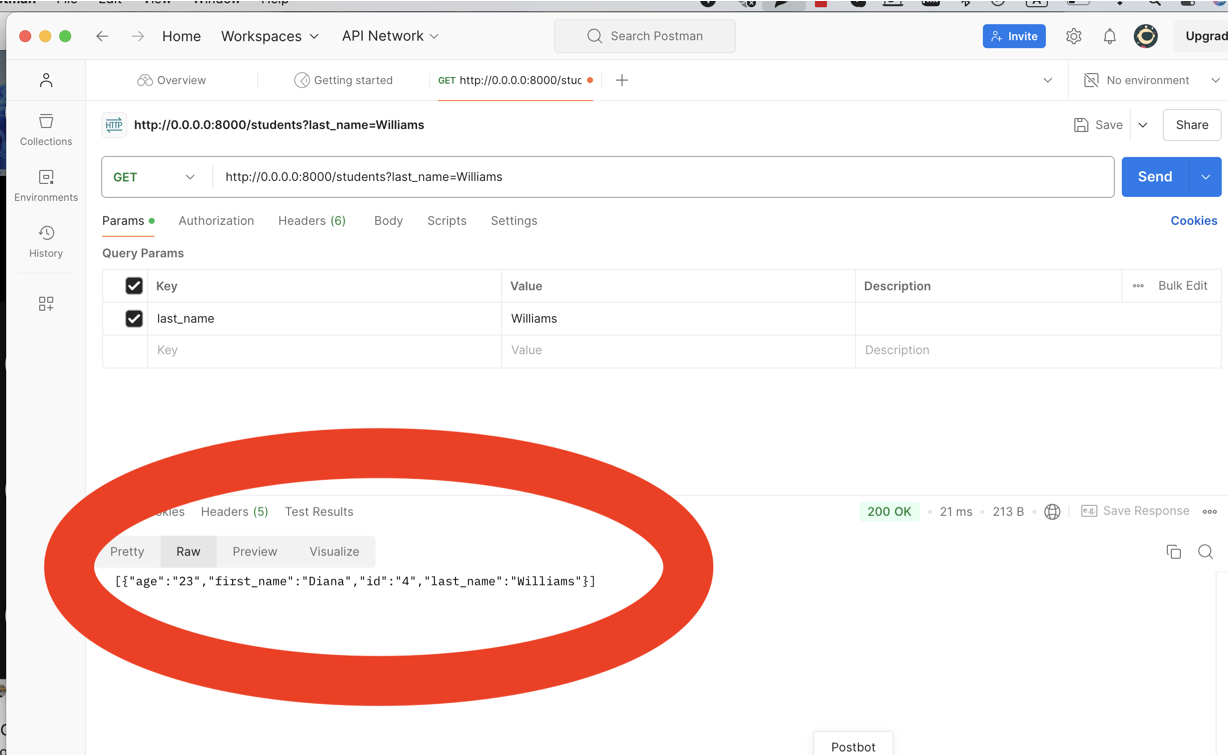 Home Workspaces API Network Search Postman Invite Upgrad
Overview Getting started GET http://0.0.0.0:8000/stuc No environment
HTTP http://0.0.0.0:8000/students?last_name=Williams Save Share
Collections
GET http://0.0.0.0:8000/students?last_name=Williams Send
Environments
Params Authorization Headers (6) Body Scripts Settings Cookies
History
Query Params
Key Value Description Bulk Edit
last_name Williams
Key Value Description
Headers (5) Test Results 200 OK 21 ms 213 B e.g. Save Response
Pretty Raw Preview Visualize
[{"age":"23","first_name":"Diana","id":"4","last_name":"Williams"}]
Postbot